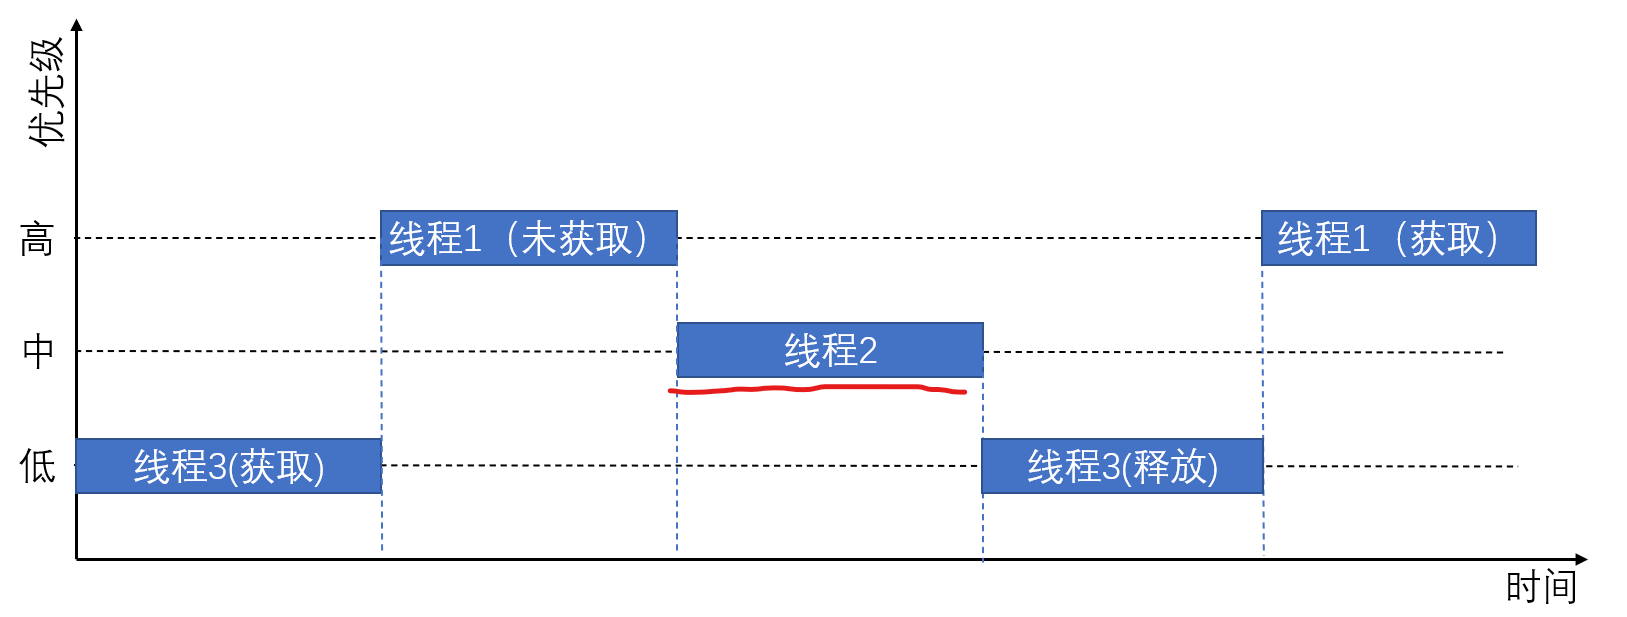 优先级
高
线程1（未获取）
线程1（获取）
中
线程2
低
线程3(获取)
线程3(释放)
时间